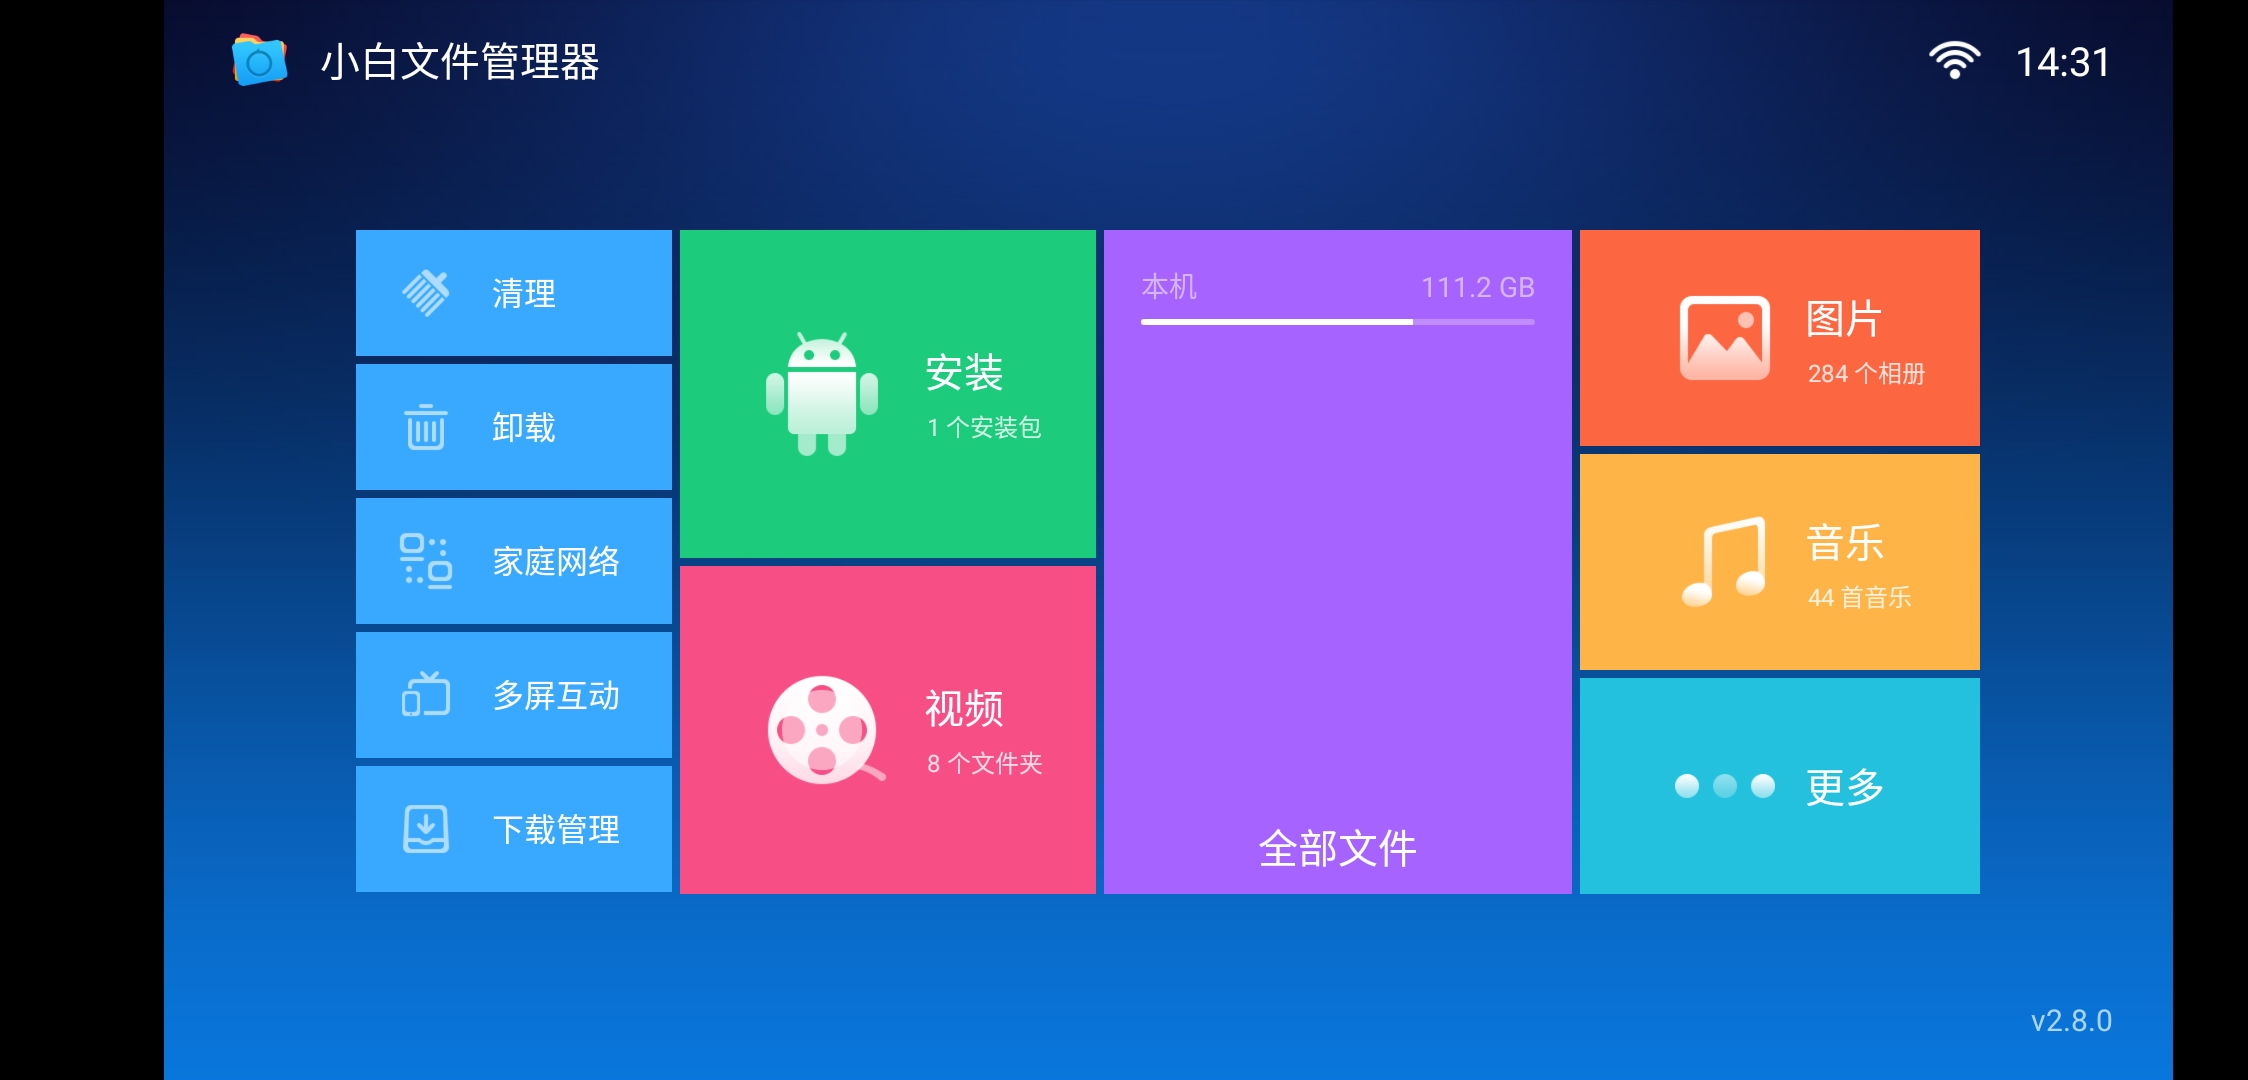 小白文件管理器
14:31
清理
卸载
家庭网络
多屏互动
下载管理
安装
1 个安装包
视频
8 个文件夹
本机 111.2 GB
全部文件
图片
284 个相册
音乐
44 首音乐
更多
v2.8.0